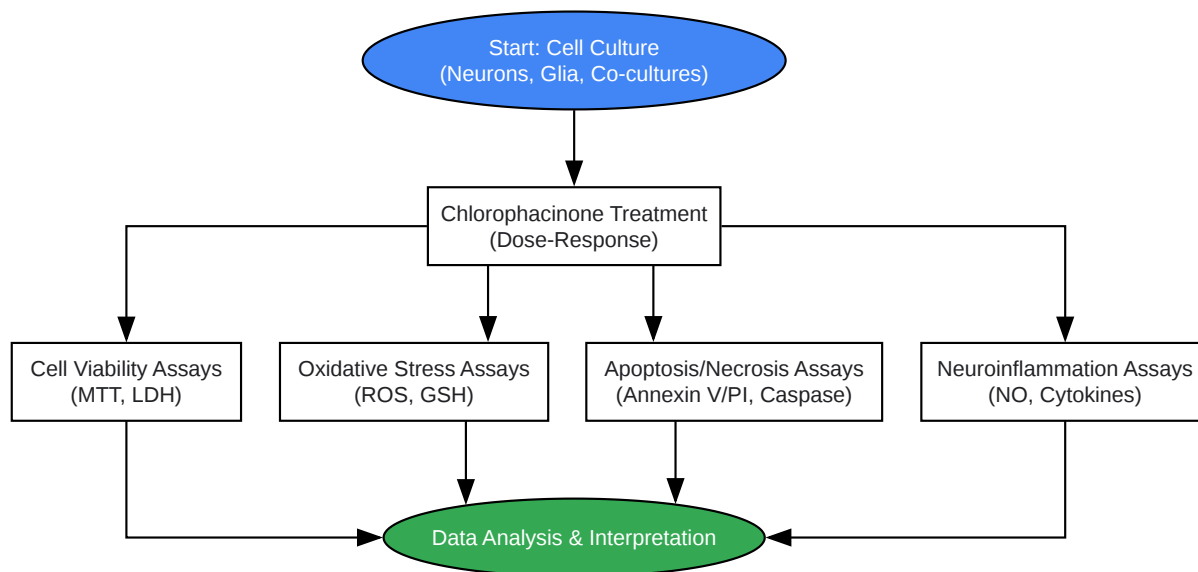 Start: Cell Culture
(Neurons, Glia, Co-cultures)
Chlorophacinone Treatment
(Dose-Response)
Cell Viability Assays
(MTT, LDH)
Oxidative Stress Assays
(ROS, GSH)
Apoptosis/Necrosis Assays
(Annexin V/PI, Caspase)
Neuroinflammation Assays
(NO, Cytokines)
Data Analysis & Interpretation